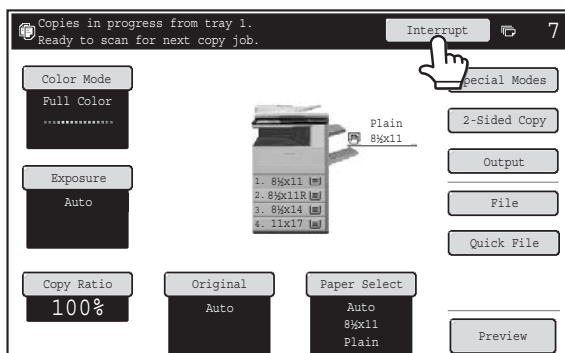 Copies in progress from tray 1.
Ready to scan for next copy job.
Interrupt
7
Color Mode
Full Color
Exposure
Auto
Copy Ratio
100%
Original
Auto
Paper Select
Auto
8½x11
Plain
Plain
8½x11
1. 8½x11
2. 8½x11R
3. 8½x14
4. 11x17
pecial Modes
2-Sided Copy
Output
File
Quick File
Preview